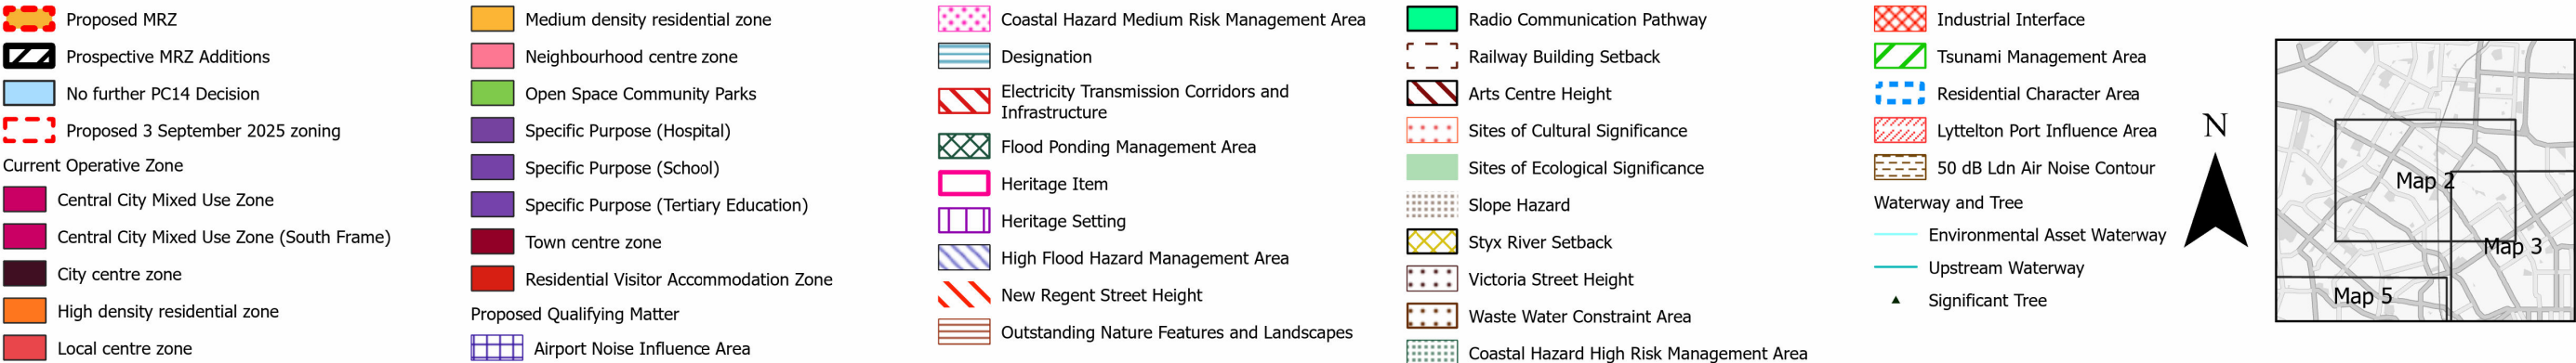 Proposed MRZ
Prospective MRZ Additions
No further PC14 Decision
Proposed 3 September 2025 zoning
Current Operative Zone
Central City Mixed Use Zone
Central City Mixed Use Zone (South Frame)
City centre zone
High density residential zone
Local centre zone
Medium density residential zone
Neighbourhood centre zone
Open Space Community Parks
Specific Purpose (Hospital)
Specific Purpose (School)
Specific Purpose (Tertiary Education)
Town centre zone
Residential Visitor Accommodation Zone
Proposed Qualifying Matter
Airport Noise Influence Area
Coastal Hazard Medium Risk Management Area
Designation
Electricity Transmission Corridors and
Infrastructure
Flood Ponding Management Area
Heritage Item
Heritage Setting
High Flood Hazard Management Area
New Regent Street Height
Outstanding Nature Features and Landscapes
Radio Communication Pathway
Railway Building Setback
Arts Centre Height
Sites of Cultural Significance
Sites of Ecological Significance
Slope Hazard
Styx River Setback
Victoria Street Height
Waste Water Constraint Area
Coastal Hazard High Risk Management Area
Industrial Interface
Tsunami Management Area
Residential Character Area
Lyttelton Port Influence Area
50 dB Ldn Air Noise Contour
Waterway and Tree
Environmental Asset Waterway
Upstream Waterway
Significant Tree
N
Map 2
Map 3
Map 5